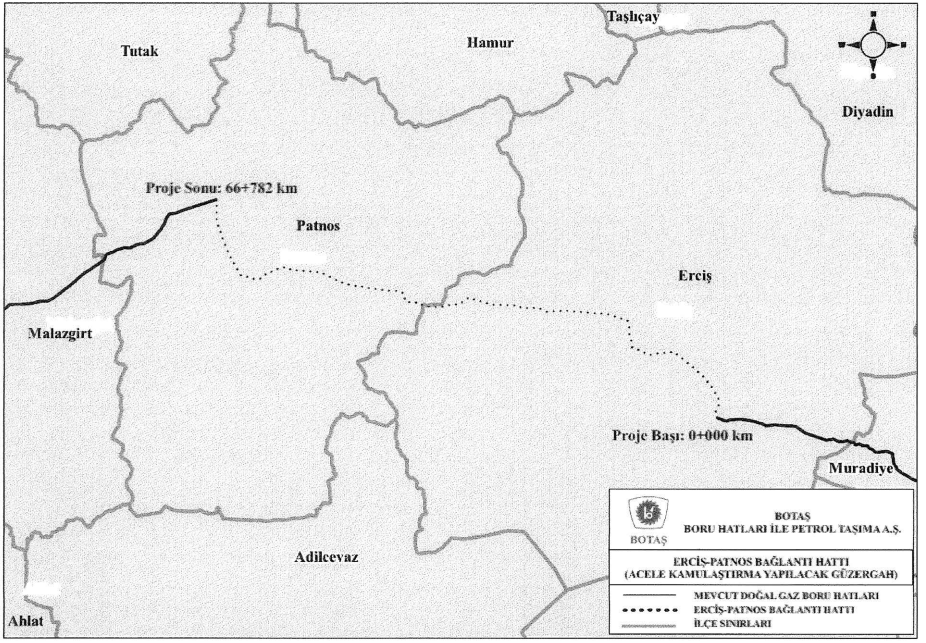 Taşlıçay
Tutak
Hamur
Diyadin
Proje Sonu: 66+782 km
Patnos
Erciş
Malazgirt
Proje Başı: 0+000 km
Muradiye
Adilcevaz
Ahlat
BOTAŞ
BOTAŞ
BORU HATLARI İLE PETROL TAŞIMA A.Ş.
ERCİŞ-PATNOS BAĞLANTI HATTI
(ACELE KAMULAŞTIRMA YAPILACAK GÜZERGAH)
MEVCUT DOĞAL GAZ BORU HATLARI
ERCİŞ-PATNOS BAĞLANTI HATTI
İLÇE SINIRLARI